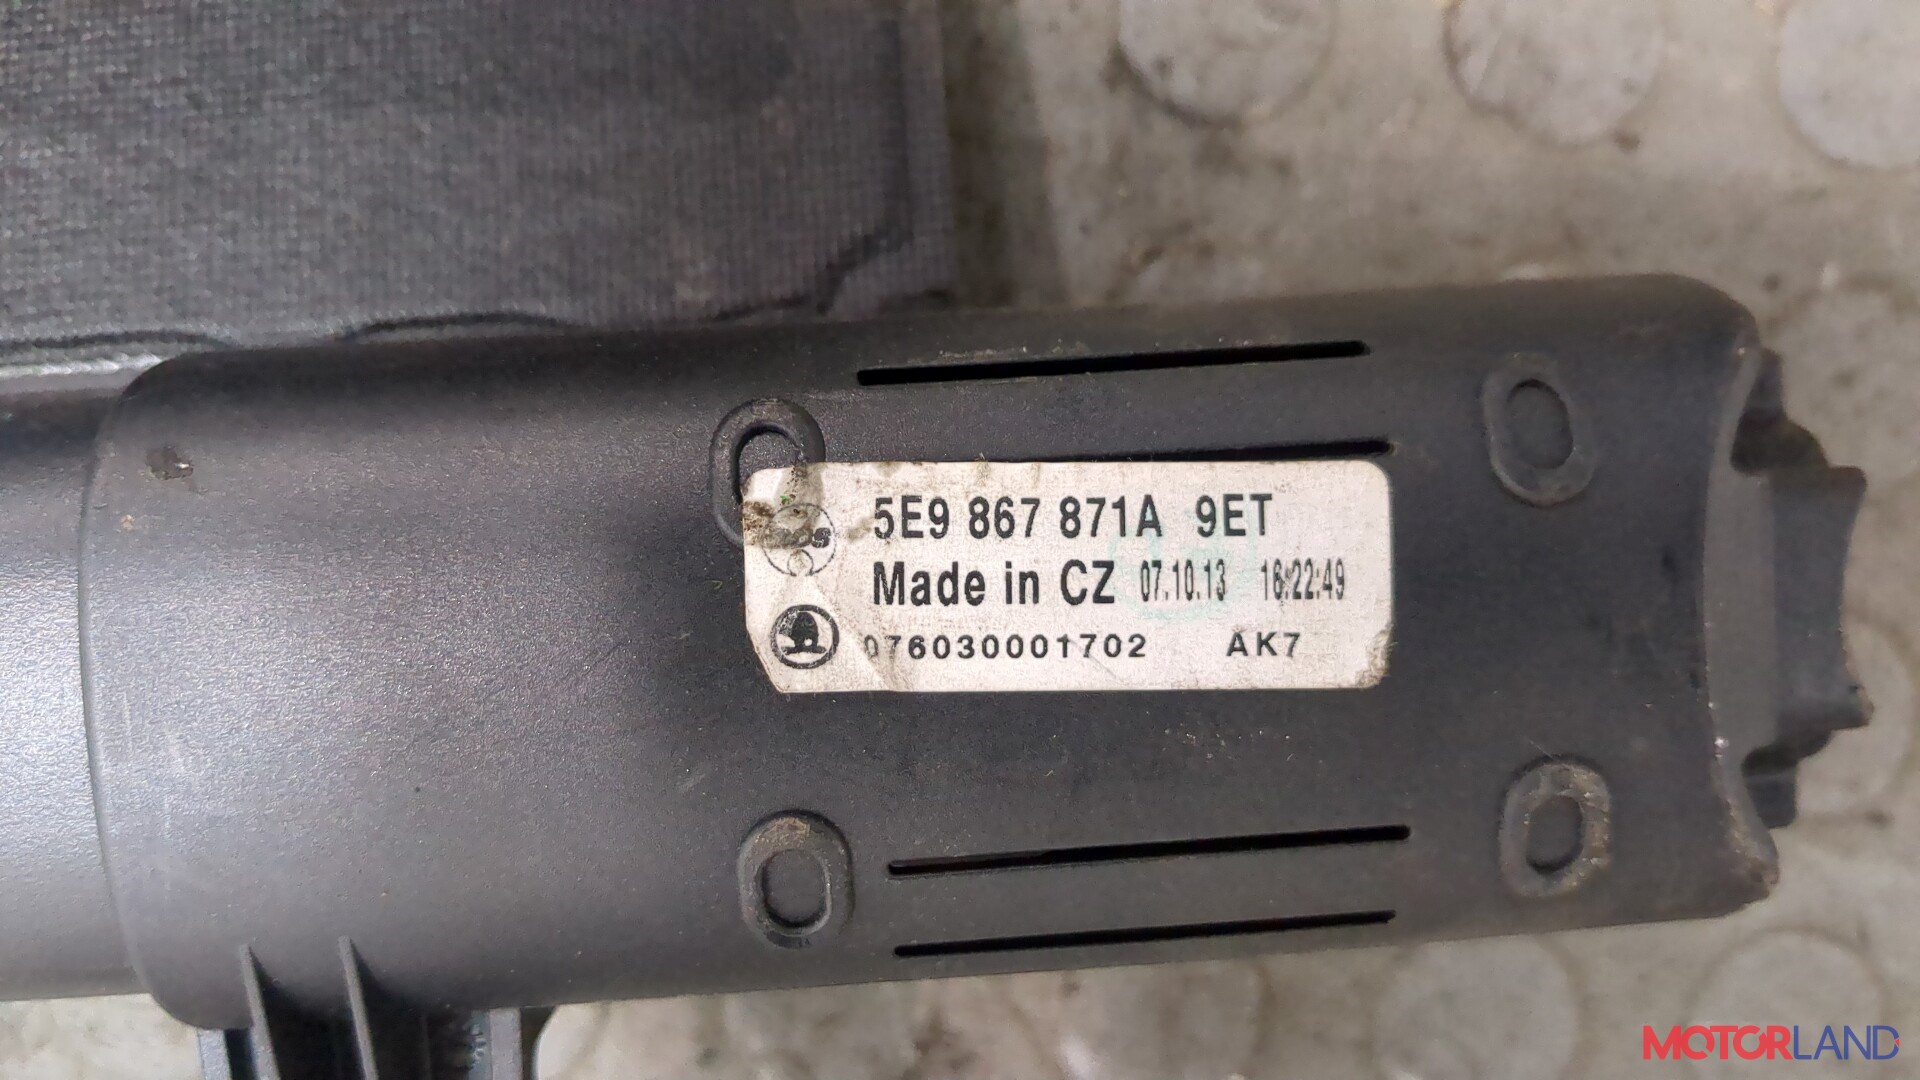 5E9 867 871A 9ET
Made in CZ 07.10.13 16:22:49
076030001702 AK7
MOTORLAND